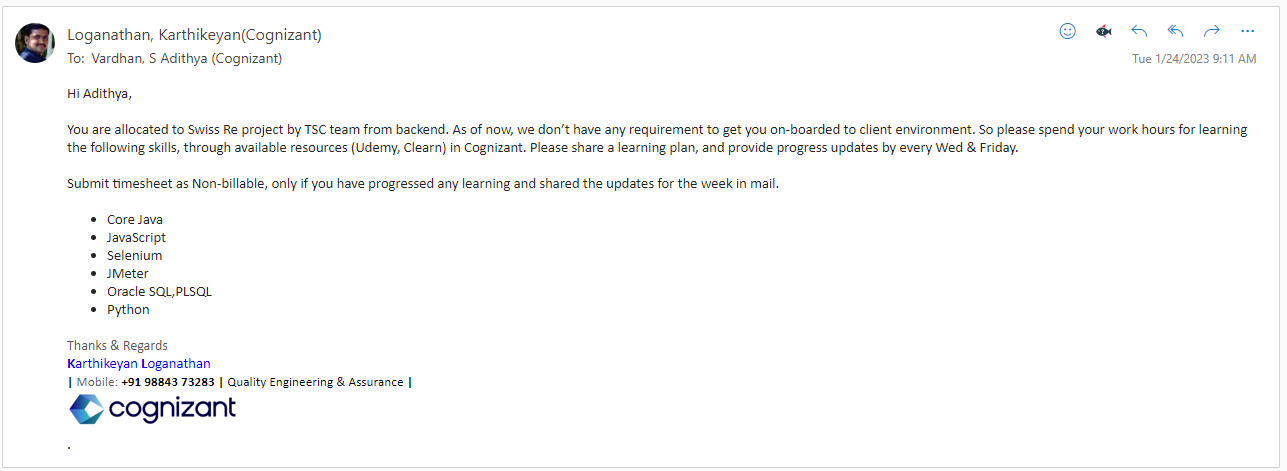 Loganathan, Karthikeyan(Cognizant)
To: Vardhan, S Adithya (Cognizant)
Tue 1/24/2023 9:11 AM
Hi Adithya,
You are allocated to Swiss Re project by TSC team from backend. As of now, we don't have any requirement to get you on-boarded to client environment. So please spend your work hours for learning
the following skills, through available resources (Udemy, Clearn) in Cognizant. Please share a learning plan, and provide progress updates by every Wed & Friday.
Submit timesheet as Non-billable, only if you have progressed any learning and shared the updates for the week in mail.
• Core Java
• JavaScript
• Selenium
• JMeter
• Oracle SQL,PLSQL
• Python
Thanks & Regards
Karthikeyan Loganathan
| Mobile: +91 98843 73283 | Quality Engineering & Assurance |
cognizant
.